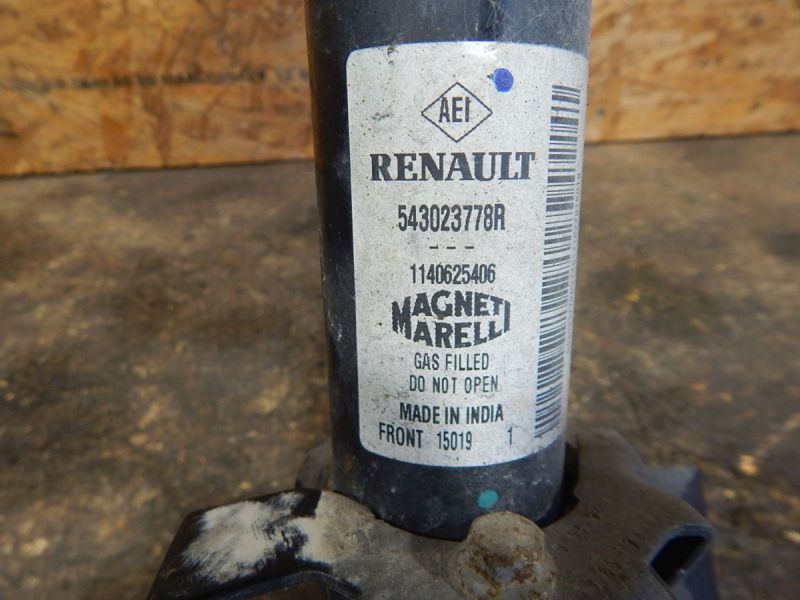 AEI
RENAULT
543023778R
---
1140625406
MAGNETI
MARELLI
GAS FILLED
DO NOT OPEN
MADE IN INDIA
FRONT 15019 1